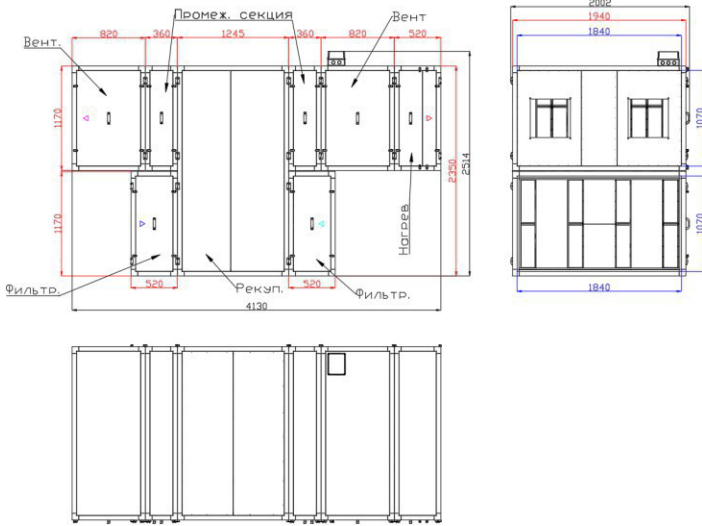 Промеж. секция
Вент
2002
1940
820
360
1245
360
820
520
1840
Вент.
1170
1170
2350
2514
1070
1070
Нагрев
Фильтр.
520
Рекуп.
520
Фильтр.
4130
1840